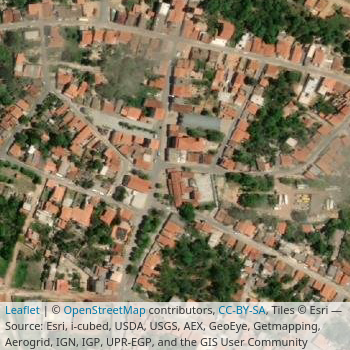 Leaflet | © OpenStreetMap contributors, CC-BY-SA, Tiles © Esri —
Source: Esri, i-cubed, USDA, USGS, AEX, GeoEye, Getmapping,
Aerogrid, IGN, IGP, UPR-EGP, and the GIS User Community